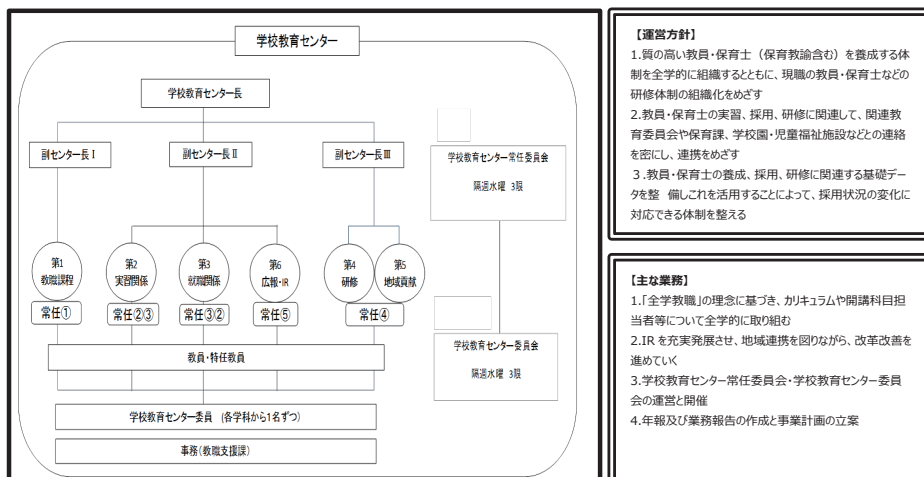 学校教育センター
学校教育センター長
副センター長Ⅰ
副センター長Ⅱ
副センター長Ⅲ
第1
教職課程
第2
実習関係
第3
就職関係
第6
広報・IR
第4
研修
第5
地域貢献
常任①
常任②③
常任③②
常任⑤
常任④
教員・特任教員
学校教育センター委員 (各学科から1名ずつ)
事務(教職支援課)
学校教育センター常任委員会
隔週水曜 3限
学校教育センター委員会
隔週水曜 3限
【運営方針】
1.質の高い教員・保育士（保育教諭含む）を養成する体
制を全学的に組織するとともに、現職の教員・保育士などの
研修体制の組織化をめざす
2.教員・保育士の実習、採用、研修に関連して、関連教
育委員会や保育課、学校園・児童福祉施設などとの連絡
を密にし、連携をめざす
３.教員・保育士の養成、採用、研修に関連する基礎デー
タを整　備しこれを活用することによって、採用状況の変化に
対応できる体制を整える
【主な業務】
1.「全学教職」の理念に基づき、カリキュラムや開講科目担
当者等について全学的に取り組む
2.IR を充実発展させ、地域連携を図りながら、改革改善を
進めていく
3.学校教育センター常任委員会・学校教育センター委員
会の運営と開催
4.年報及び業務報告の作成と事業計画の立案